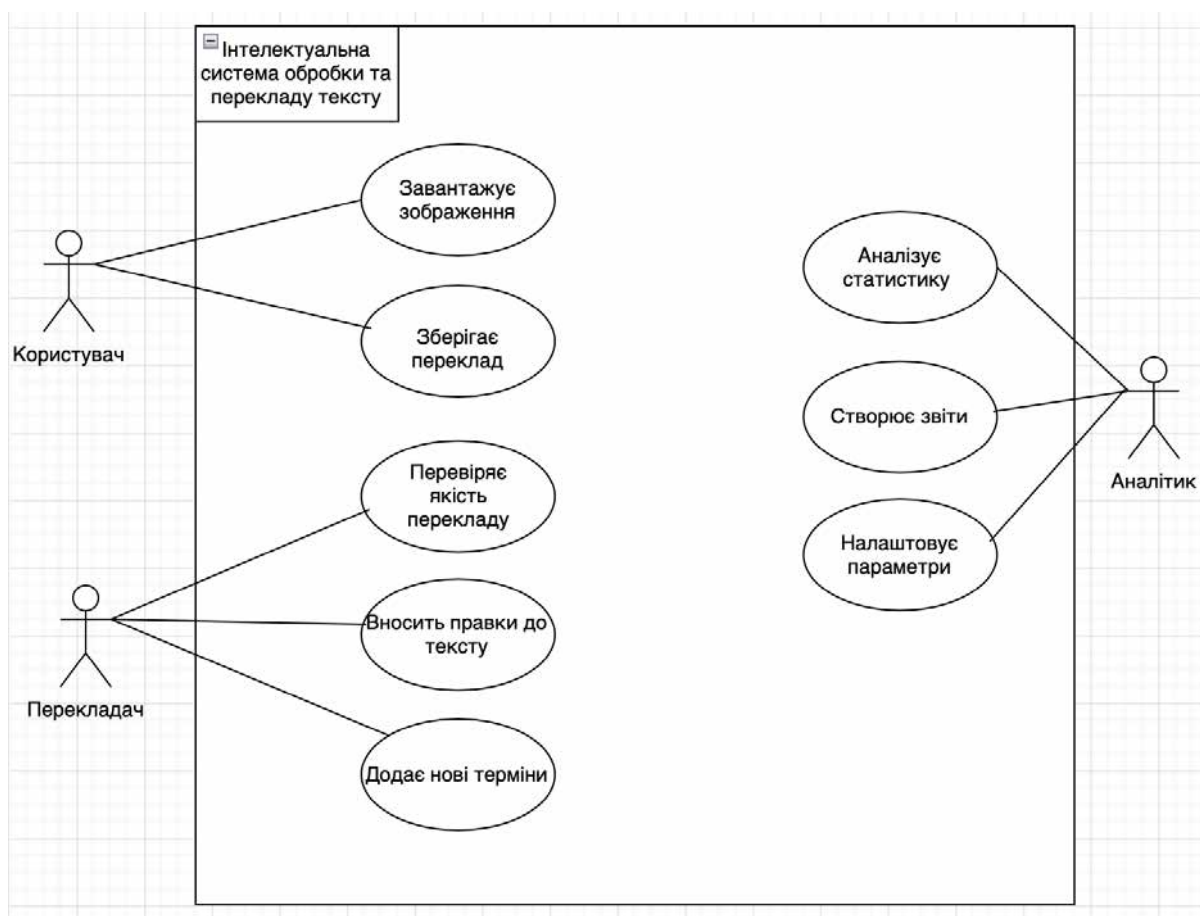 Інтелектуальна
система обробки та
перекладу тексту
Завантажує
зображення
Зберігає
переклад
Користувач
Перевіряє
якість
перекладу
Вносить правки до
тексту
Додає нові терміни
Перекладач
Аналізує
статистику
Створює звіти
Налаштовує
параметри
Аналітик